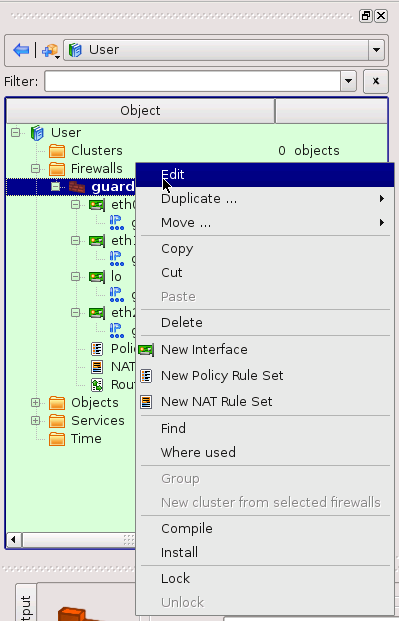 User
Filter:
x
Object
User
Clusters 0 objects
Firewalls
guard
Edit
eth0
Duplicate ...
g
Move ...
eth1
Copy
g
Cut
lo
Paste
g
eth2
Delete
g
Polic
New Interface
NAT
New Policy Rule Set
Rou
New NAT Rule Set
Objects
Services
Find
Time
Where used
Group
New cluster from selected firewalls
Compile
Install
Lock
Unlock
tput